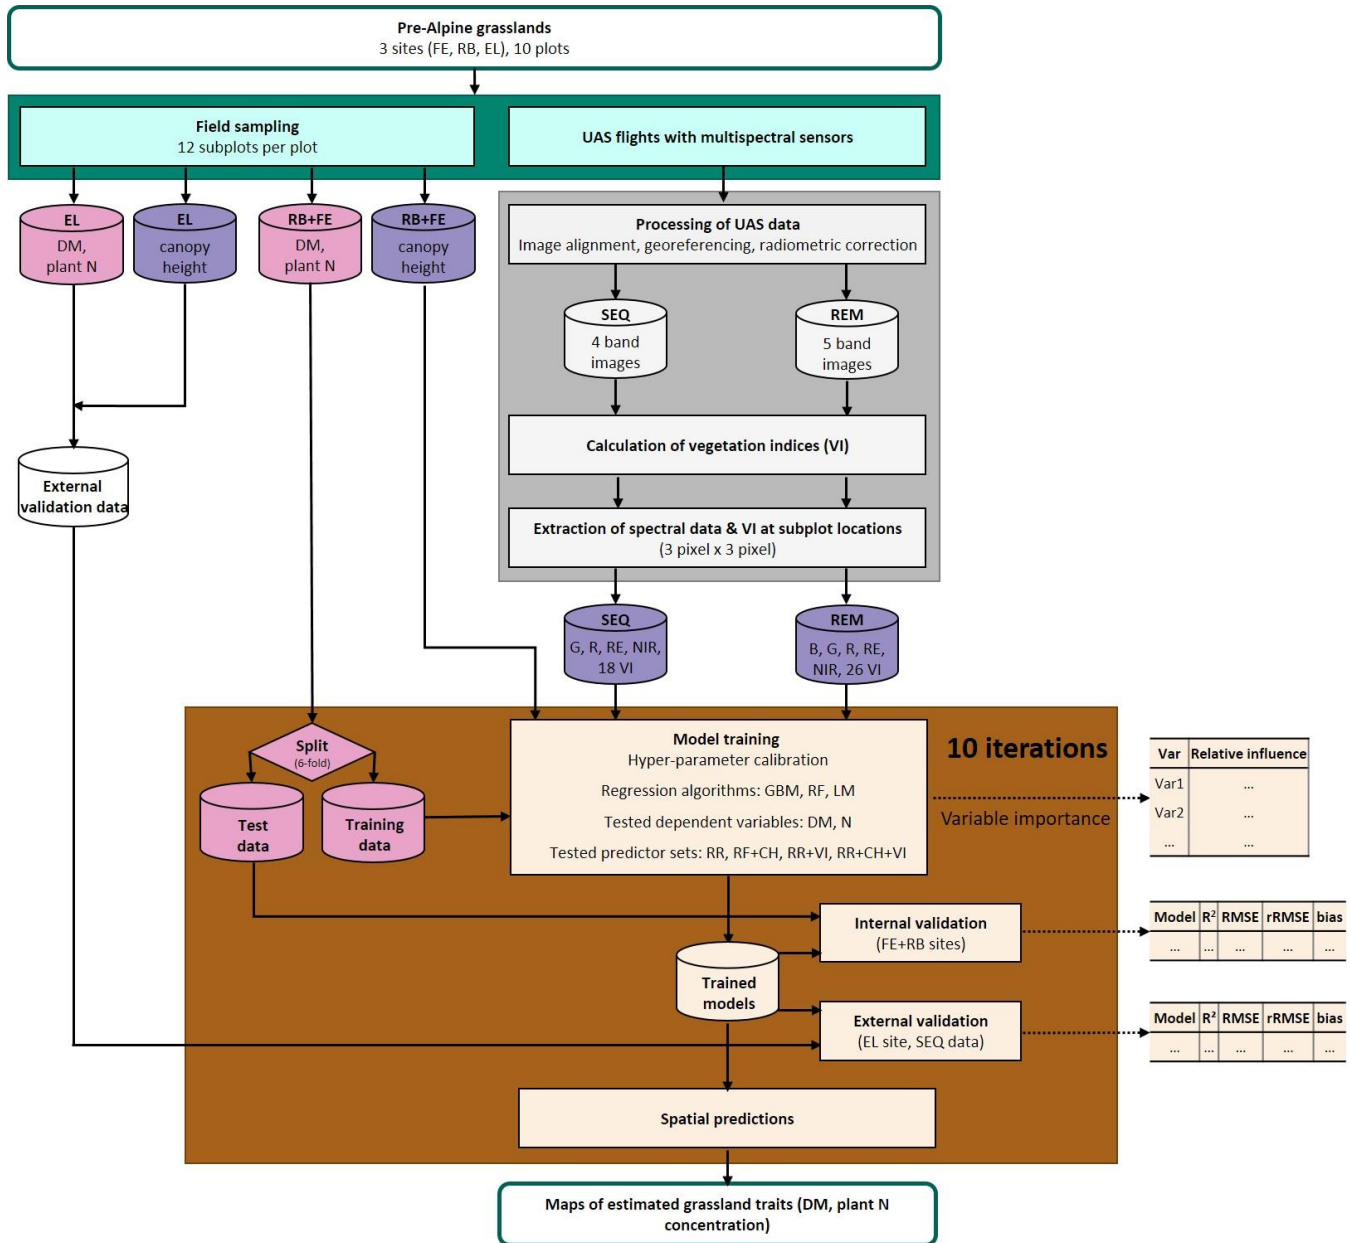 Pre-Alpine grasslands
3 sites (FE, RB, EL), 10 plots
Field sampling
12 subplots per plot
UAS flights with multispectral sensors
EL
DM,
plant N
EL
canopy
height
RB+FE
DM,
plant N
RB+FE
canopy
height
Processing of UAS data
Image alignment, georeferencing, radiometric correction
SEQ
4 band
images
REM
5 band
images
Calculation of vegetation indices (VI)
External
validation data
Extraction of spectral data & VI at subplot locations
(3 pixel x 3 pixel)
SEQ
G, R, RE, NIR,
18 VI
REM
B, G, R, RE,
NIR, 26 VI
Split
(6-fold)
Test
data
Training
data
Model training
Hyper-parameter calibration
Regression algorithms: GBM, RF, LM
Tested dependent variables: DM, N
Tested predictor sets: RR, RF+CH, RR+VI, RR+CH+VI
10 iterations
Variable importance
Var Relative influence
Var1 ...
Var2 ...
... ...
Internal validation
(FE+RB sites)
Model R² RMSE rRMSE bias
... ... ... ... ...
Trained
models
External validation
(EL site, SEQ data)
Model R² RMSE rRMSE bias
... ... ... ... ...
Spatial predictions
Maps of estimated grassland traits (DM, plant N
concentration)